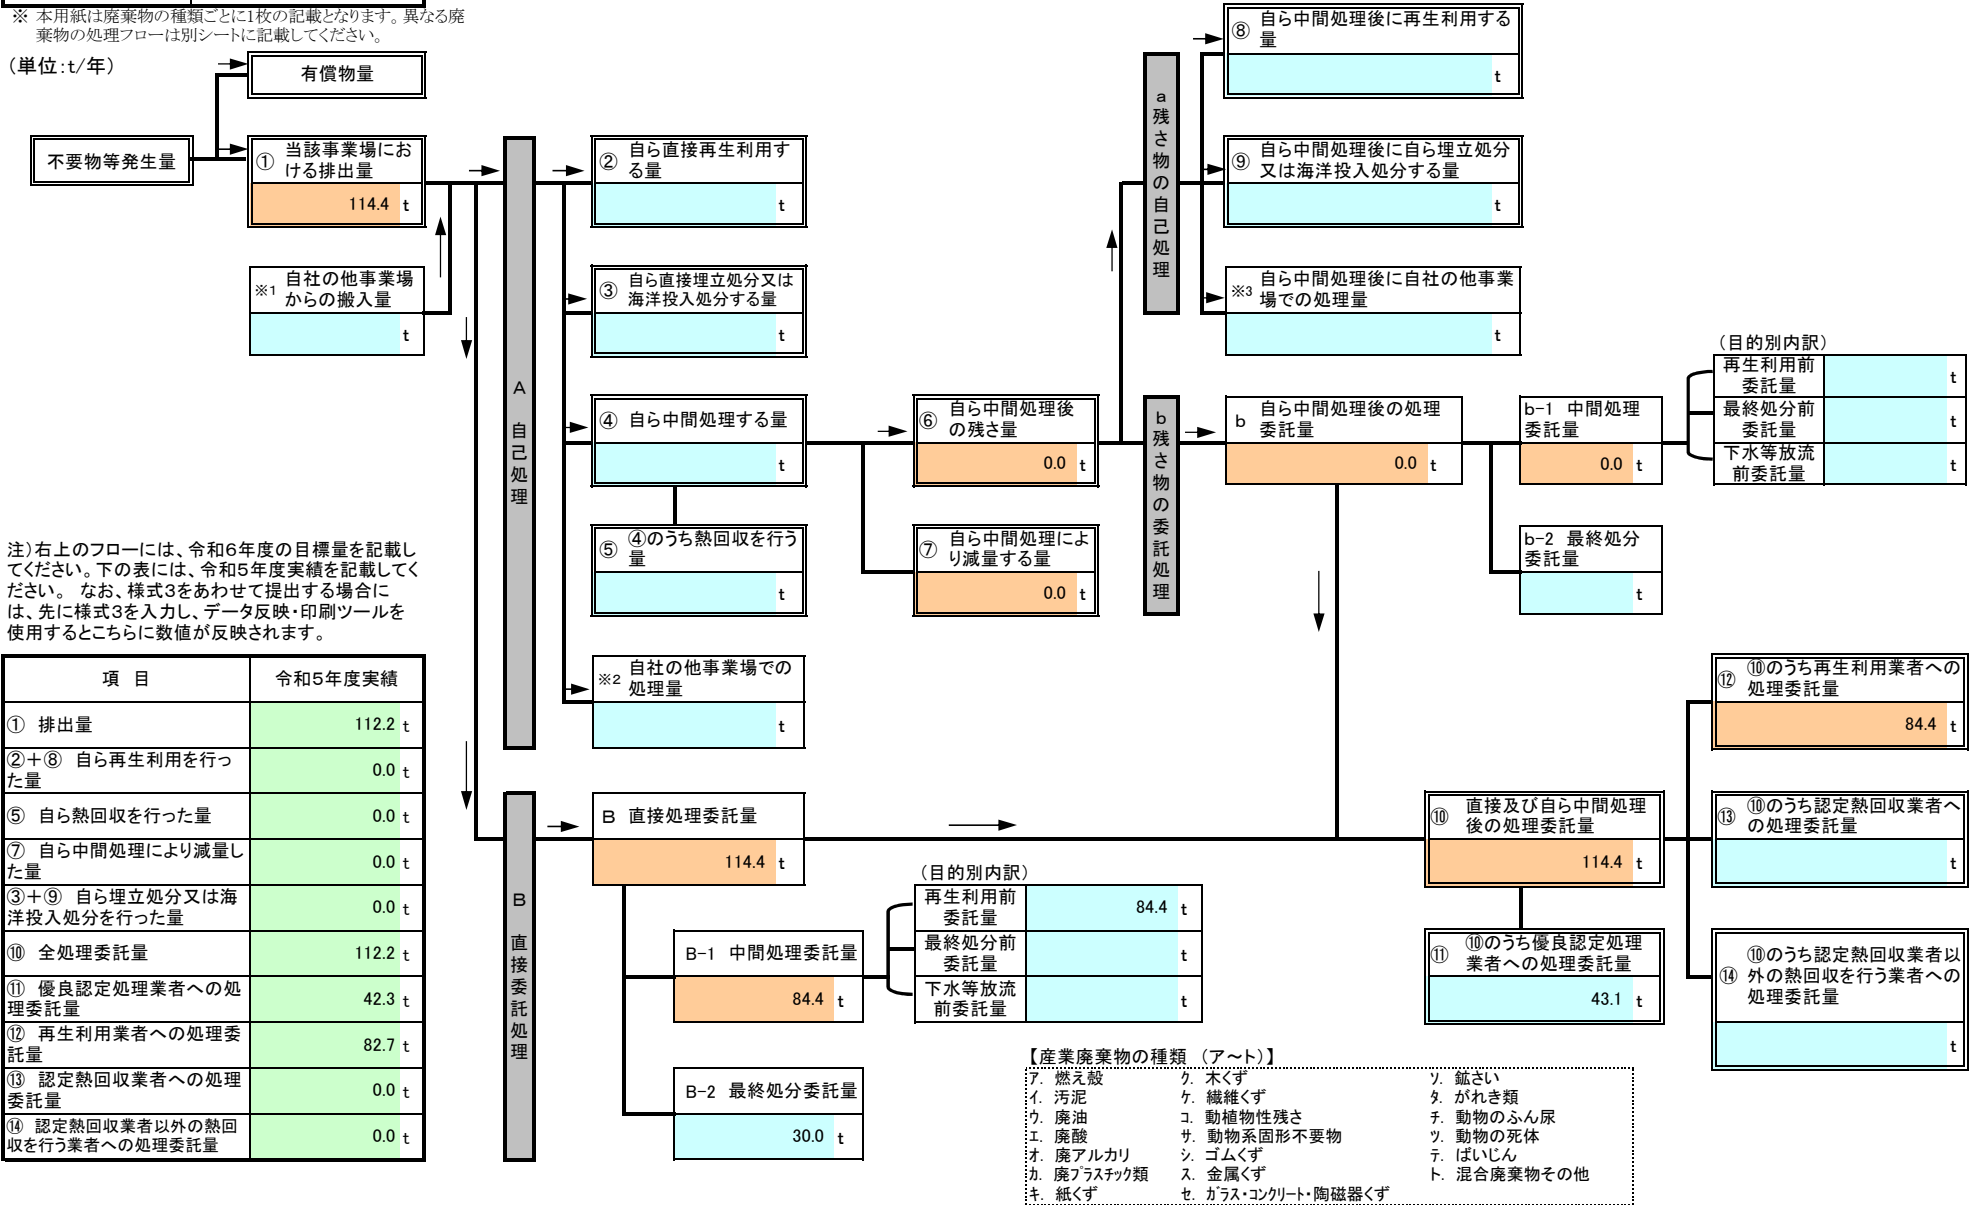 ※ 本用紙は廃棄物の種類ごとに1枚の記載となります。異なる廃
棄物の処理フローは別シートに記載してください。
(単位:t/年)
有償物量
不要物等発生量
① 当該事業場にお
ける排出量
114.4 t
※1 自社の他事業場
からの搬入量
t
A 自己処理
② 自ら直接再生利用す
る量
t
③ 自ら直接埋立処分又は
海洋投入処分する量
t
④ 自ら中間処理する量
t
⑤ ④のうち熱回収を行う
量
t
※2 自社の他事業場での
処理量
t
⑥ 自ら中間処理後
の残さ量
0.0 t
⑦ 自ら中間処理によ
り減量する量
0.0 t
a残さ物の自己処理
⑧ 自ら中間処理後に再生利用する
量
t
⑨ 自ら中間処理後に自ら埋立処分
又は海洋投入処分する量
t
※3 自ら中間処理後に自社の他事業
場での処理量
t
b残さ物の委託処理
b 自ら中間処理後の処理
委託量
0.0 t
b-1 中間処理
委託量
0.0 t
b-2 最終処分
委託量
t
(目的別内訳)
再生利用前
委託量
t
最終処分前
委託量
t
下水等放流
前委託量
t
注)右上のフローには、令和6年度の目標量を記載し
てください。下の表には、令和5年度実績を記載してく
ださい。 なお、様式3をあわせて提出する場合に
は、先に様式3を入力し、データ反映・印刷ツールを
使用するとこちらに数値が反映されます。
項 目 令和5年度実績
① 排出量 112.2 t
②+⑧ 自ら再生利用を行っ
た量 0.0 t
⑤ 自ら熱回収を行った量 0.0 t
⑦ 自ら中間処理により減量し
た量 0.0 t
③+⑨ 自ら埋立処分又は海
洋投入処分を行った量 0.0 t
⑩ 全処理委託量 112.2 t
⑪ 優良認定処理業者への処
理委託量 42.3 t
⑫ 再生利用業者への処理委
託量 82.7 t
⑬ 認定熱回収業者への処理
委託量 0.0 t
⑭ 認定熱回収業者以外の熱回
収を行う業者への処理委託量 0.0 t
B 直接委託処理
B 直接処理委託量
114.4 t
B-1 中間処理委託量
84.4 t
B-2 最終処分委託量
30.0 t
(目的別内訳)
再生利用前
委託量
84.4 t
最終処分前
委託量
t
下水等放流
前委託量
t
⑩ 直接及び自ら中間処理
後の処理委託量
114.4 t
⑪ ⑩のうち優良認定処理
業者への処理委託量
43.1 t
⑫ ⑩のうち再生利用業者への
処理委託量
84.4 t
⑬ ⑩のうち認定熱回収業者へ
の処理委託量
t
⑭ ⑩のうち認定熱回収業者以
外の熱回収を行う業者への
処理委託量
t
【産業廃棄物の種類 (ア~ト)】
ア. 燃え殻 ク. 木くず ソ. 鉱さい
イ. 汚泥 ケ. 繊維くず タ. がれき類
ウ. 廃油 コ. 動植物性残さ チ. 動物のふん尿
エ. 廃酸 サ. 動物系固形不要物 ツ. 動物の死体
オ. 廃アルカリ シ. ゴムくず テ. ばいじん
カ. 廃プラスチック類 ス. 金属くず ト. 混合廃棄物その他
キ. 紙くず セ. ガラス・コンクリート・陶磁器くず